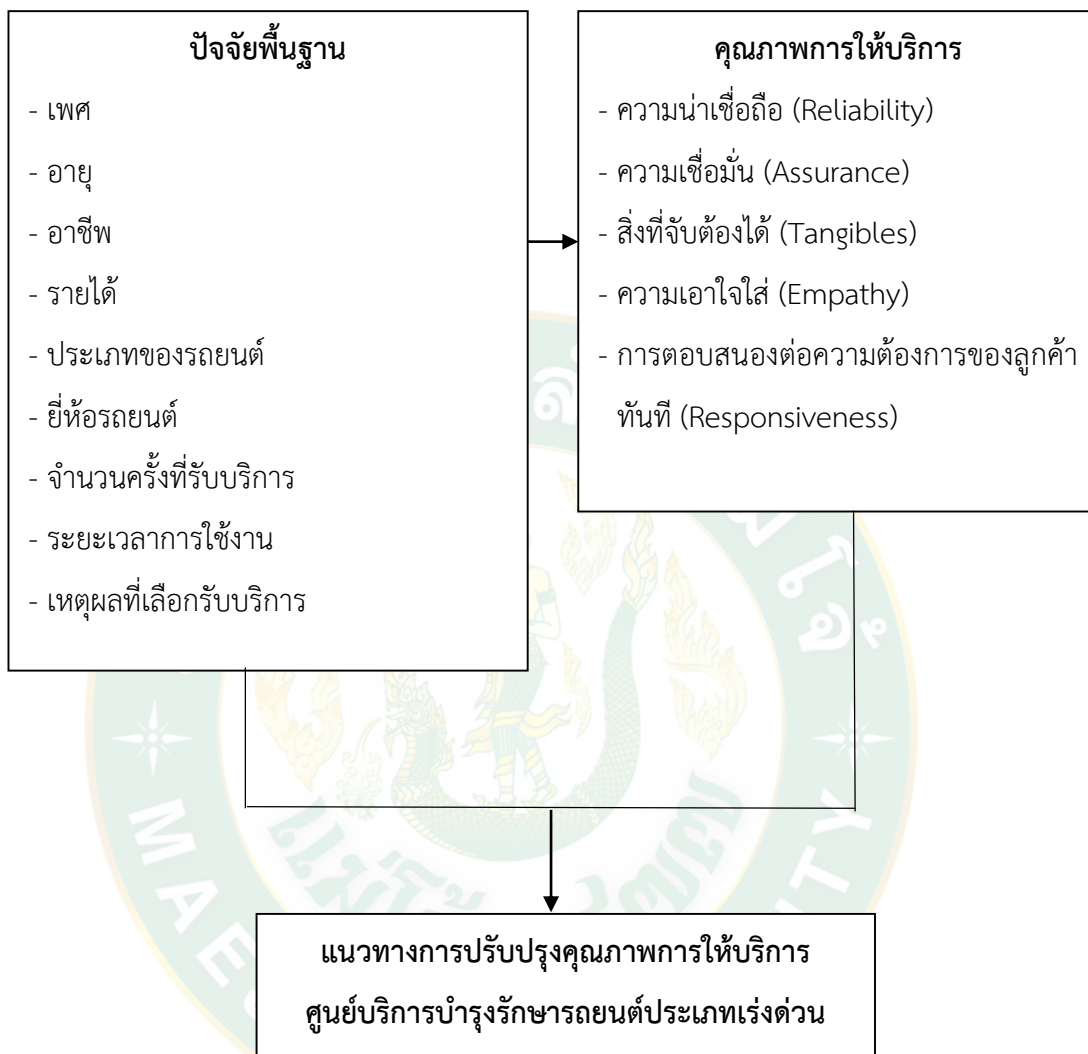 ปัจจัยพื้นฐาน
- เพศ
- อายุ
- อาชีพ
- รายได้
- ประเภทของรถยนต์
- ยี่ห้อรถยนต์
- จำนวนครั้งที่รับบริการ
- ระยะเวลาการใช้งาน
- เหตุผลที่เลือกรับบริการ
คุณภาพการให้บริการ
- ความน่าเชื่อถือ (Reliability)
- ความเชื่อมั่น (Assurance)
- สิ่งที่จับต้องได้ (Tangibles)
- ความเอาใจใส่ (Empathy)
- การตอบสนองต่อความต้องการของลูกค้า
ทันที (Responsiveness)
แนวทางการปรับปรุงคุณภาพการให้บริการ
ศูนย์บริการบำรุงรักษารถยนต์ประเภทเร่งด่วน